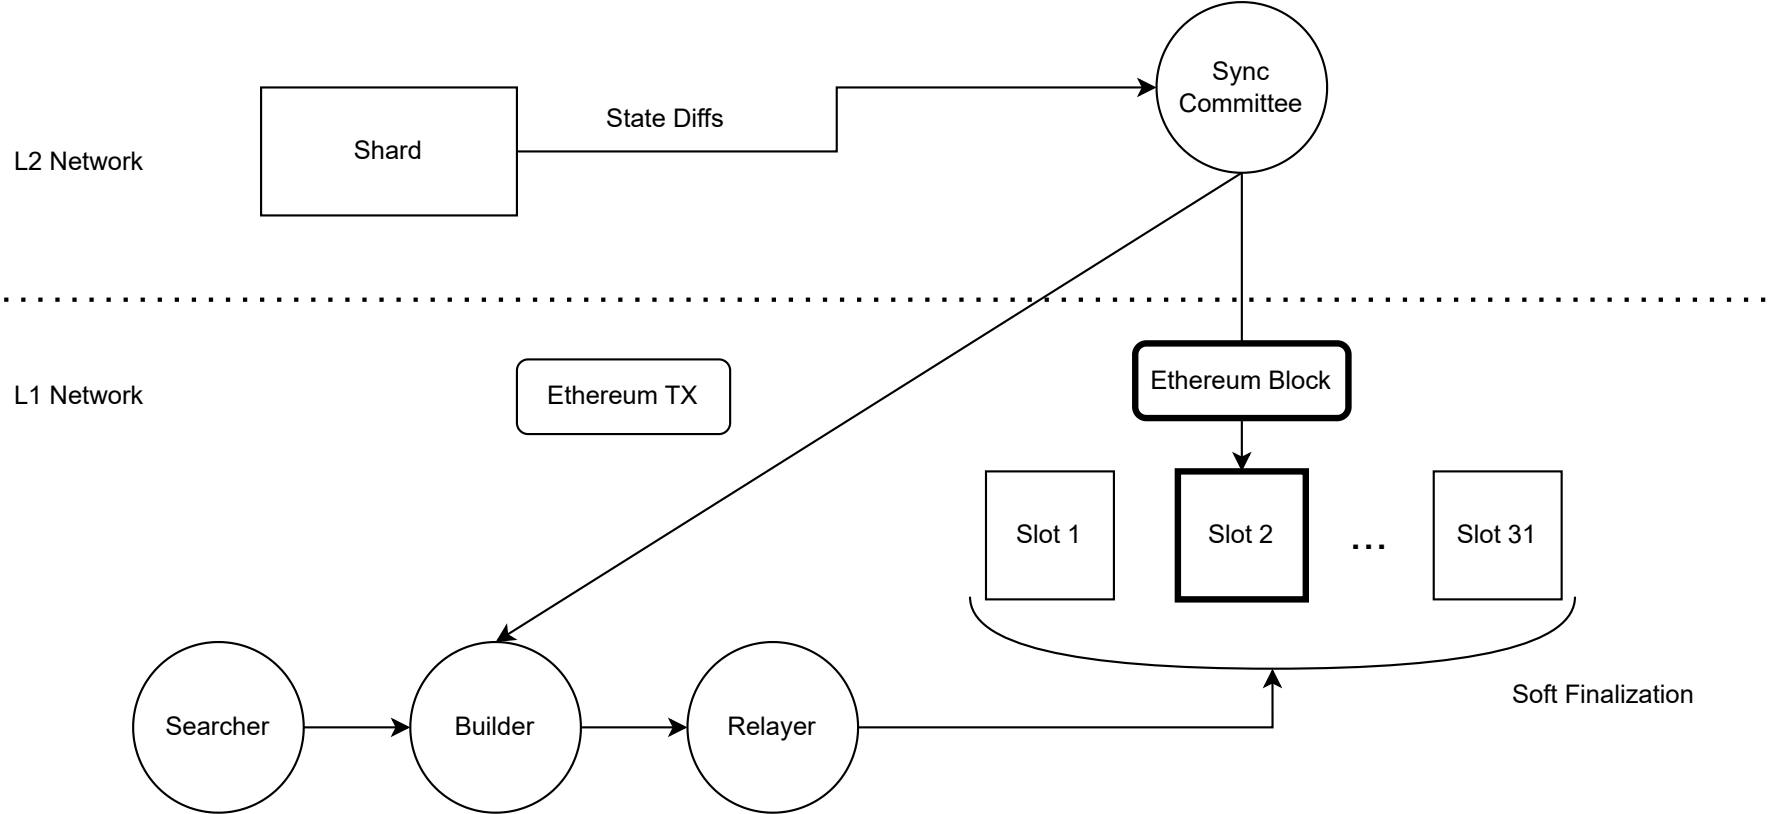 Sync
Committee
State Diffs
Shard
L2 Network
Ethereum Block
Ethereum TX
L1 Network
Slot 1
Slot 2
...
Slot 31
Soft Finalization
Searcher
Builder
Relayer